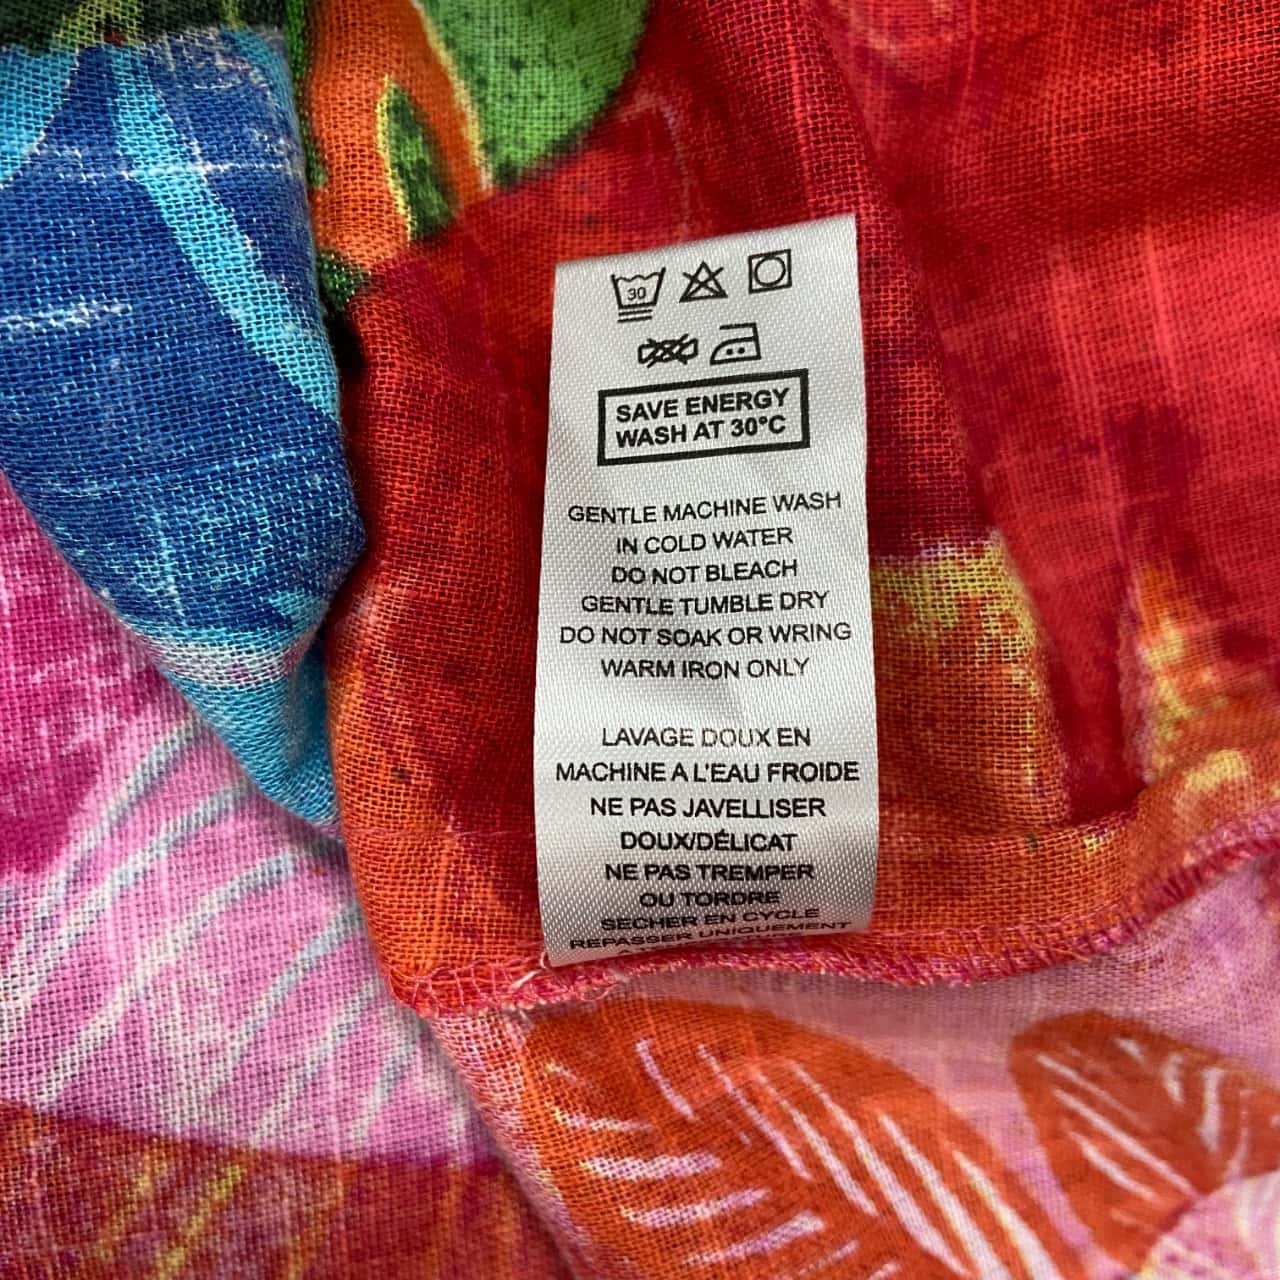 30
SAVE ENERGY
WASH AT 30°C
GENTLE MACHINE WASH
IN COLD WATER
DO NOT BLEACH
GENTLE TUMBLE DRY
DO NOT SOAK OR WRING
WARM IRON ONLY
LAVAGE DOUX EN
MACHINE A L'EAU FROIDE
NE PAS JAVELLISER
DOUX/DÉLICAT
NE PAS TREMPER
OU TORDRE
SECHER EN CYCLE
REPASSER UNIQUEMENT